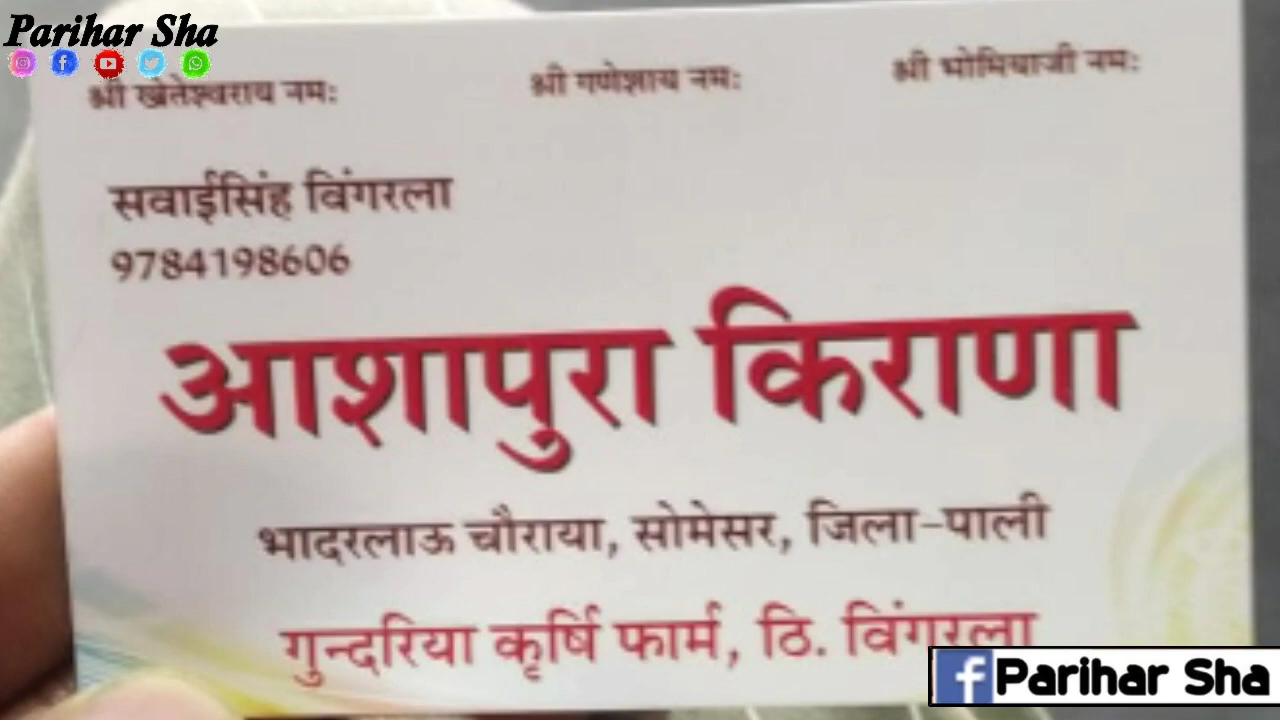 Parihar Sha
श्री खेतेश्वराय नमः श्री गणेशाय नमः श्री भोमियाजी नमः
सवाईसिंह विंगरला
9784198606
आशापुरा किराणा
भादरलाऊ चौराया, सोमेसर, जिला-पाली
गुन्दरिया कृर्षि फार्म, ठि. विंगरला
Parihar Sha